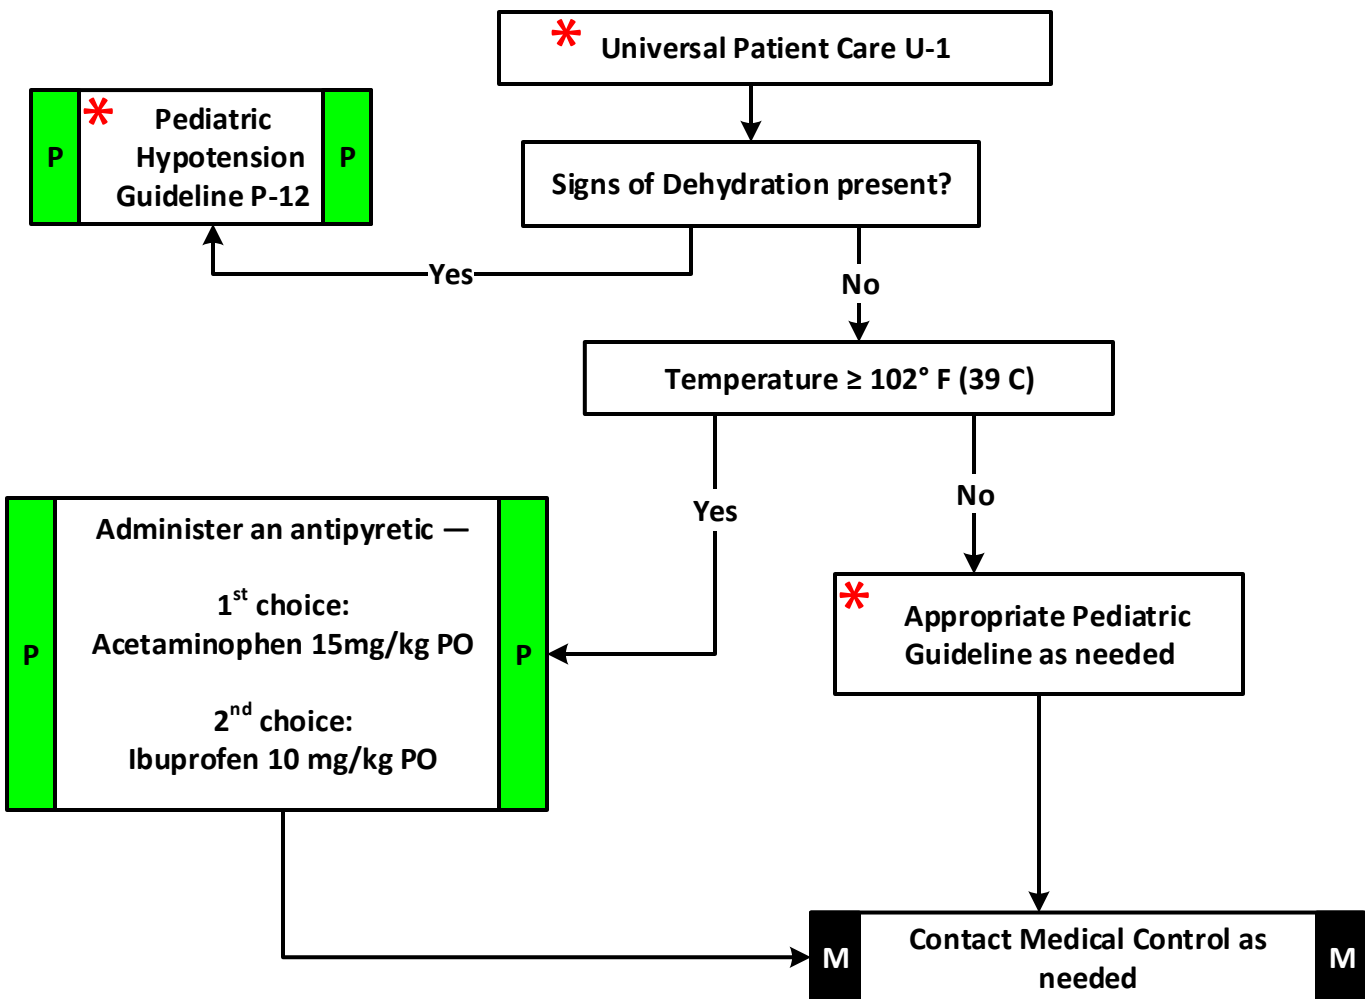 * Universal Patient Care U-1
P
* Pediatric
Hypotension
Guideline P-12
P
Signs of Dehydration present?
Yes
No
Temperature ≥ 102° F (39 C)
Yes
No
P
Administer an antipyretic —
1st choice:
Acetaminophen 15mg/kg PO
2nd choice:
Ibuprofen 10 mg/kg PO
P
* Appropriate Pediatric
Guideline as needed
M
Contact Medical Control as
needed
M